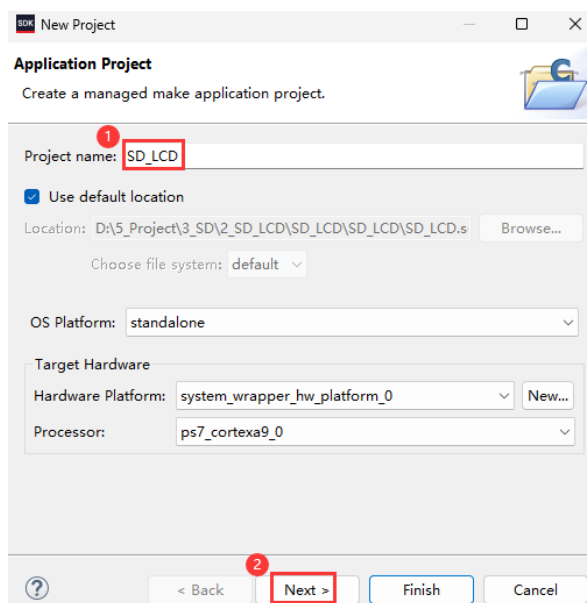 SDK New Project
Application Project
Create a managed make application project.
1
Project name: SD_LCD
Use default location
Location: D:\5_Project\3_SD\2_SD_LCD\SD_LCD\SD_LCD\SD_LCD.s Browse...
Choose file system: default
OS Platform: standalone
Target Hardware
Hardware Platform: system_wrapper_hw_platform_0 New...
Processor: ps7_cortexa9_0
2
? < Back Next > Finish Cancel